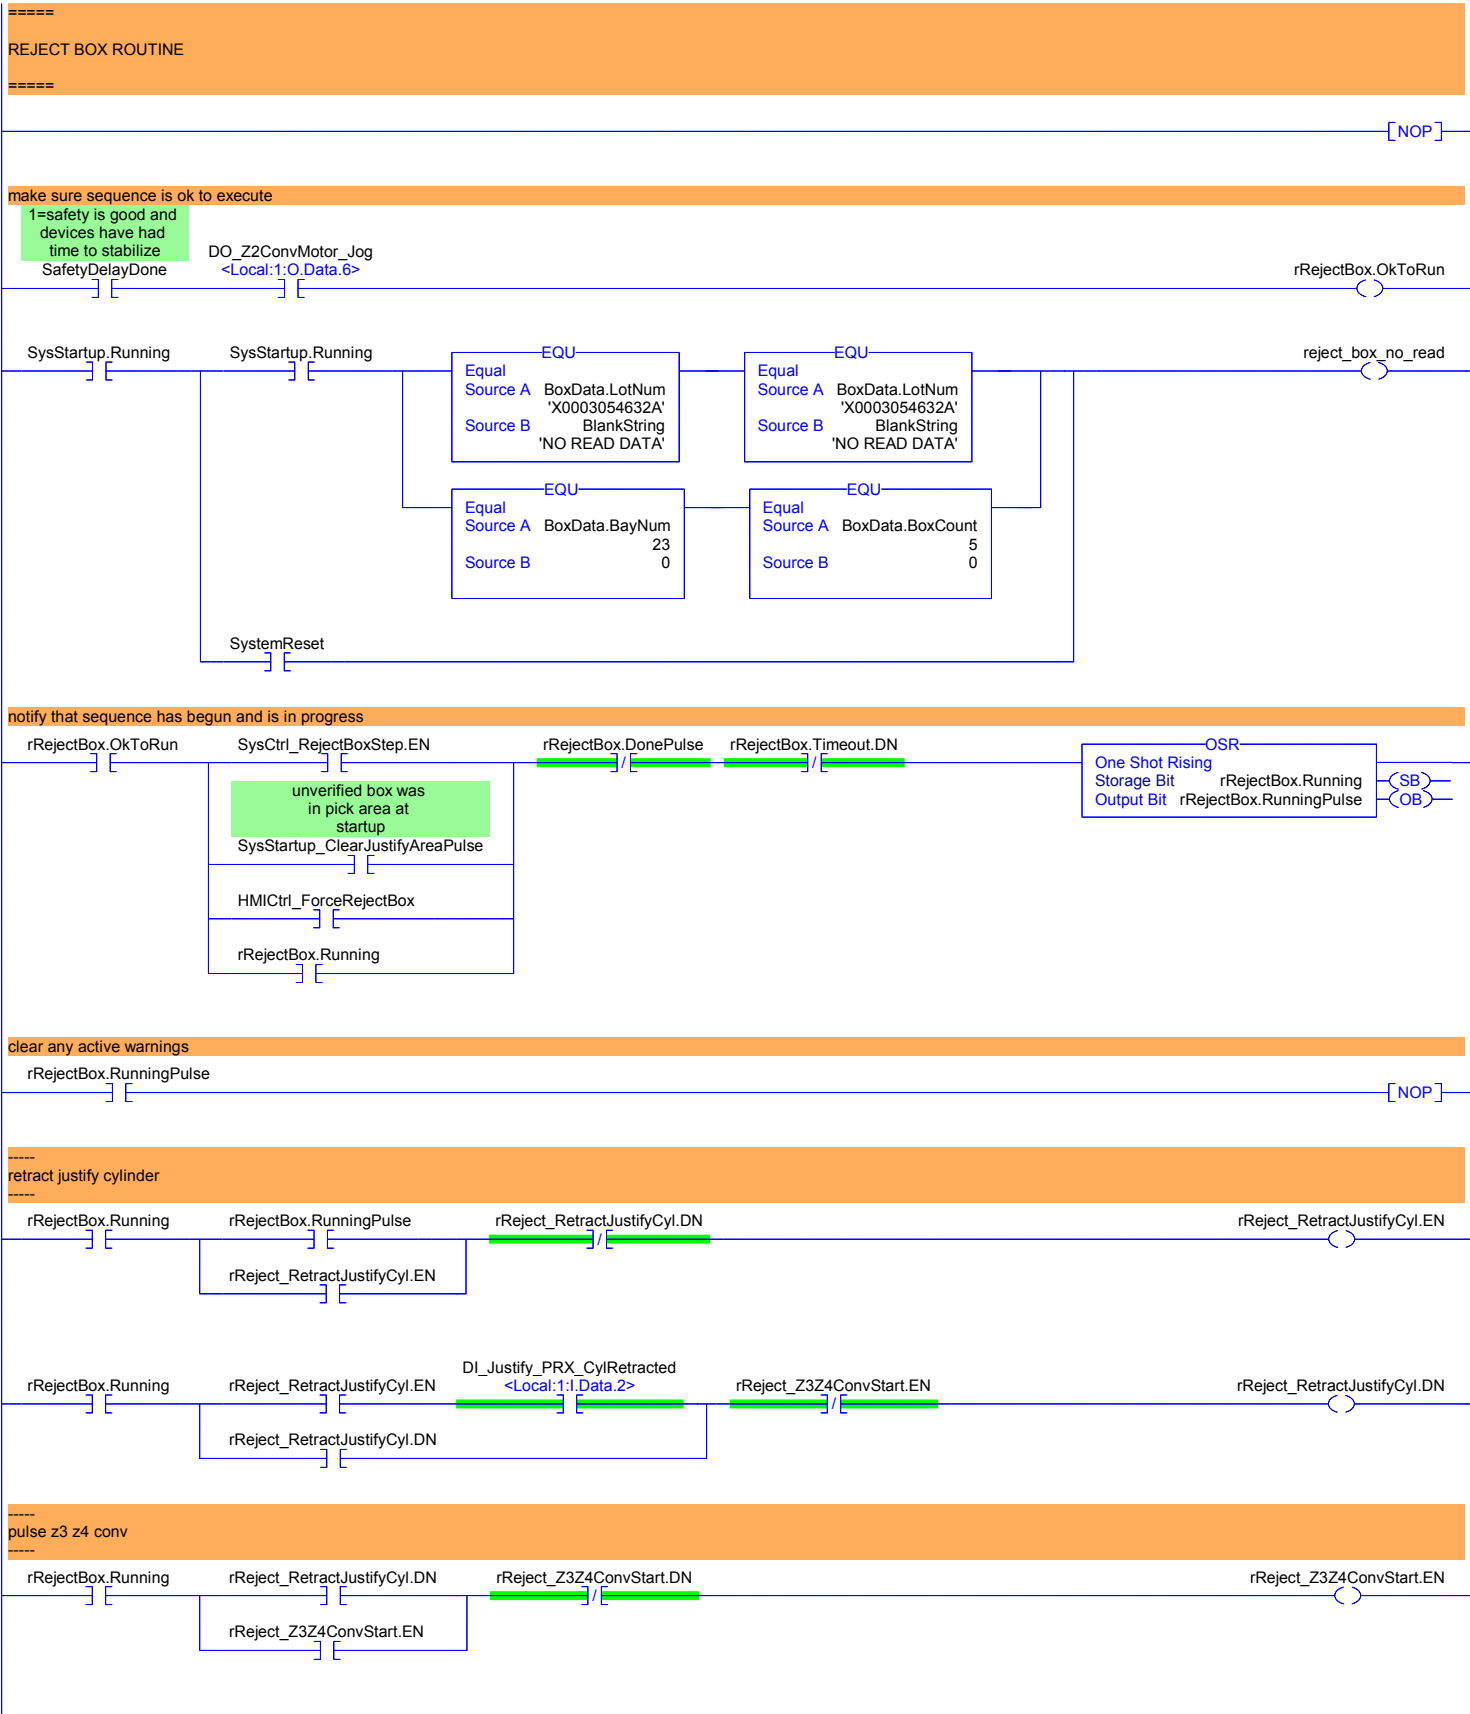 =====
REJECT BOX ROUTINE
=====
NOP
make sure sequence is ok to execute
1=safety is good and
devices have had
time to stabilize
SafetyDelayDone
DO_Z2ConvMotor_Jog
<Local:1:O.Data.6>
rRejectBox.OkToRun
SysStartup.Running
SysStartup.Running
EQU
Equal
Source A BoxData.LotNum
'X0003054632A'
Source B BlankString
'NO READ DATA'
EQU
Equal
Source A BoxData.LotNum
'X0003054632A'
Source B BlankString
'NO READ DATA'
reject_box_no_read
EQU
Equal
Source A BoxData.BayNum
23
Source B 0
EQU
Equal
Source A BoxData.BoxCount
5
Source B 0
SystemReset
notify that sequence has begun and is in progress
rRejectBox.OkToRun
SysCtrl_RejectBoxStep.EN
rRejectBox.DonePulse
rRejectBox.Timeout.DN
OSR
One Shot Rising
Storage Bit rRejectBox.Running
SB
Output Bit rRejectBox.RunningPulse
OB
unverified box was
in pick area at
startup
SysStartup_ClearJustifyAreaPulse
HMICtrl_ForceRejectBox
rRejectBox.Running
clear any active warnings
rRejectBox.RunningPulse
NOP
-----
retract justify cylinder
-----
rRejectBox.Running
rRejectBox.RunningPulse
rReject_RetractJustifyCyl.DN
rReject_RetractJustifyCyl.EN
rReject_RetractJustifyCyl.EN
rRejectBox.Running
rReject_RetractJustifyCyl.EN
DI_Justify_PRX_CylRetracted
<Local:1:I.Data.2>
rReject_Z3Z4ConvStart.EN
rReject_RetractJustifyCyl.DN
rReject_RetractJustifyCyl.DN
-----
pulse z3 z4 conv
-----
rRejectBox.Running
rReject_RetractJustifyCyl.DN
rReject_Z3Z4ConvStart.DN
rReject_Z3Z4ConvStart.EN
rReject_Z3Z4ConvStart.EN